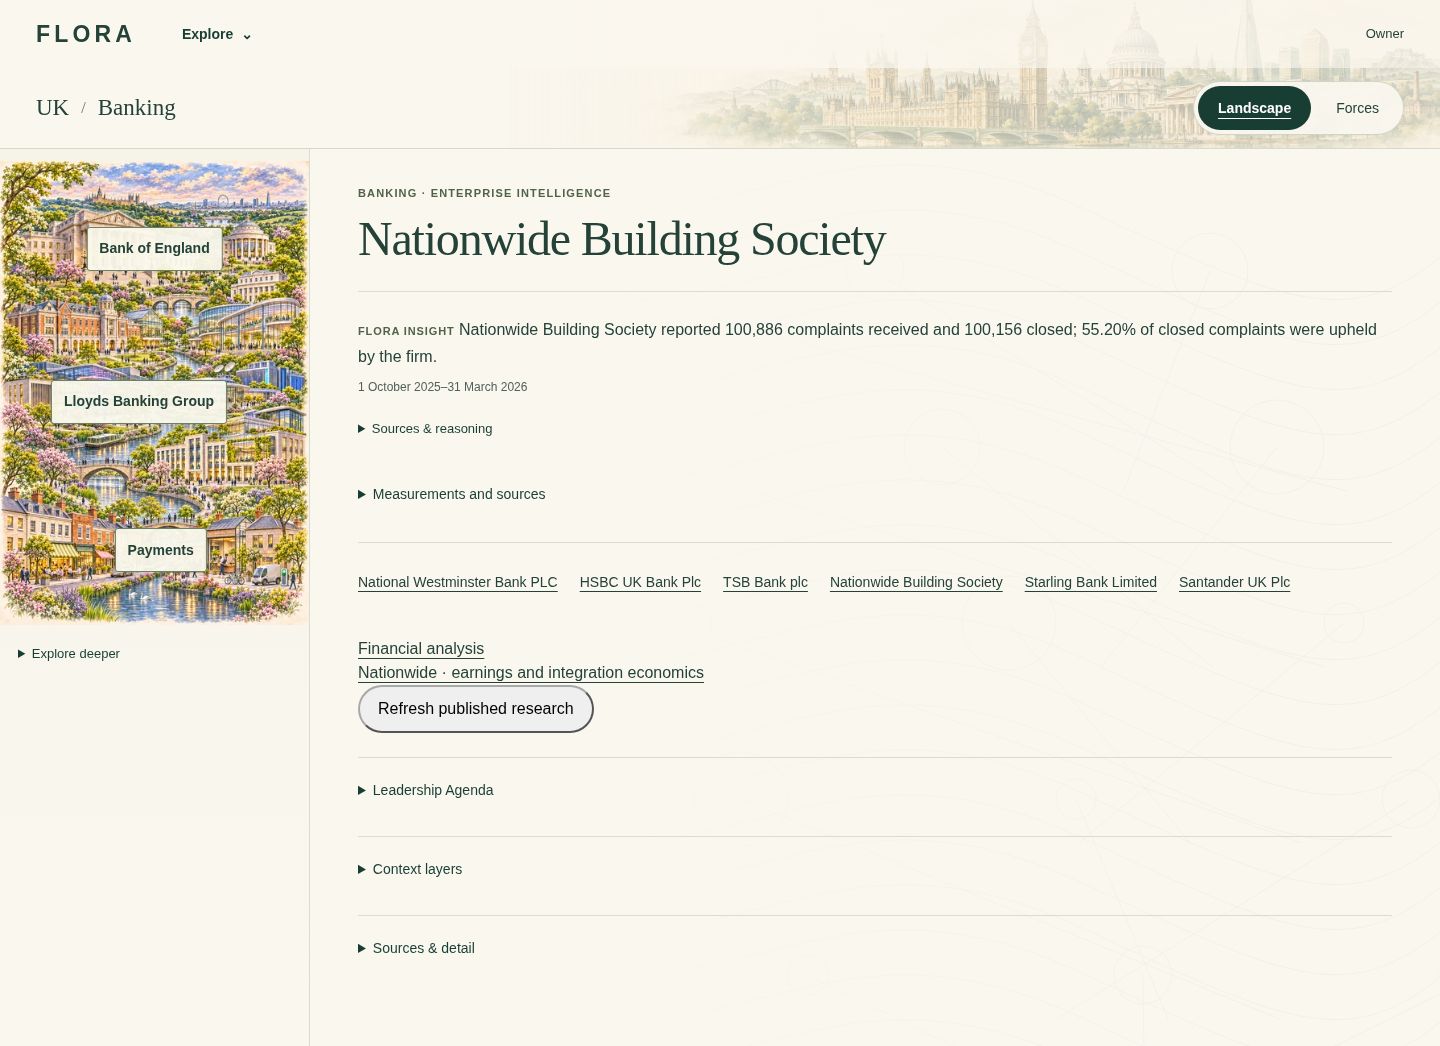 FLORA
Explore
Owner
UK / Banking
Landscape
Forces
Bank of England
Lloyds Banking Group
Payments
Explore deeper
BANKING · ENTERPRISE INTELLIGENCE
Nationwide Building Society
FLORA INSIGHT Nationwide Building Society reported 100,886 complaints received and 100,156 closed; 55.20% of closed complaints were upheld
by the firm.
1 October 2025–31 March 2026
Sources & reasoning
Measurements and sources
National Westminster Bank PLC HSBC UK Bank Plc TSB Bank plc Nationwide Building Society Starling Bank Limited Santander UK Plc
Financial analysis
Nationwide · earnings and integration economics
Refresh published research
Leadership Agenda
Context layers
Sources & detail